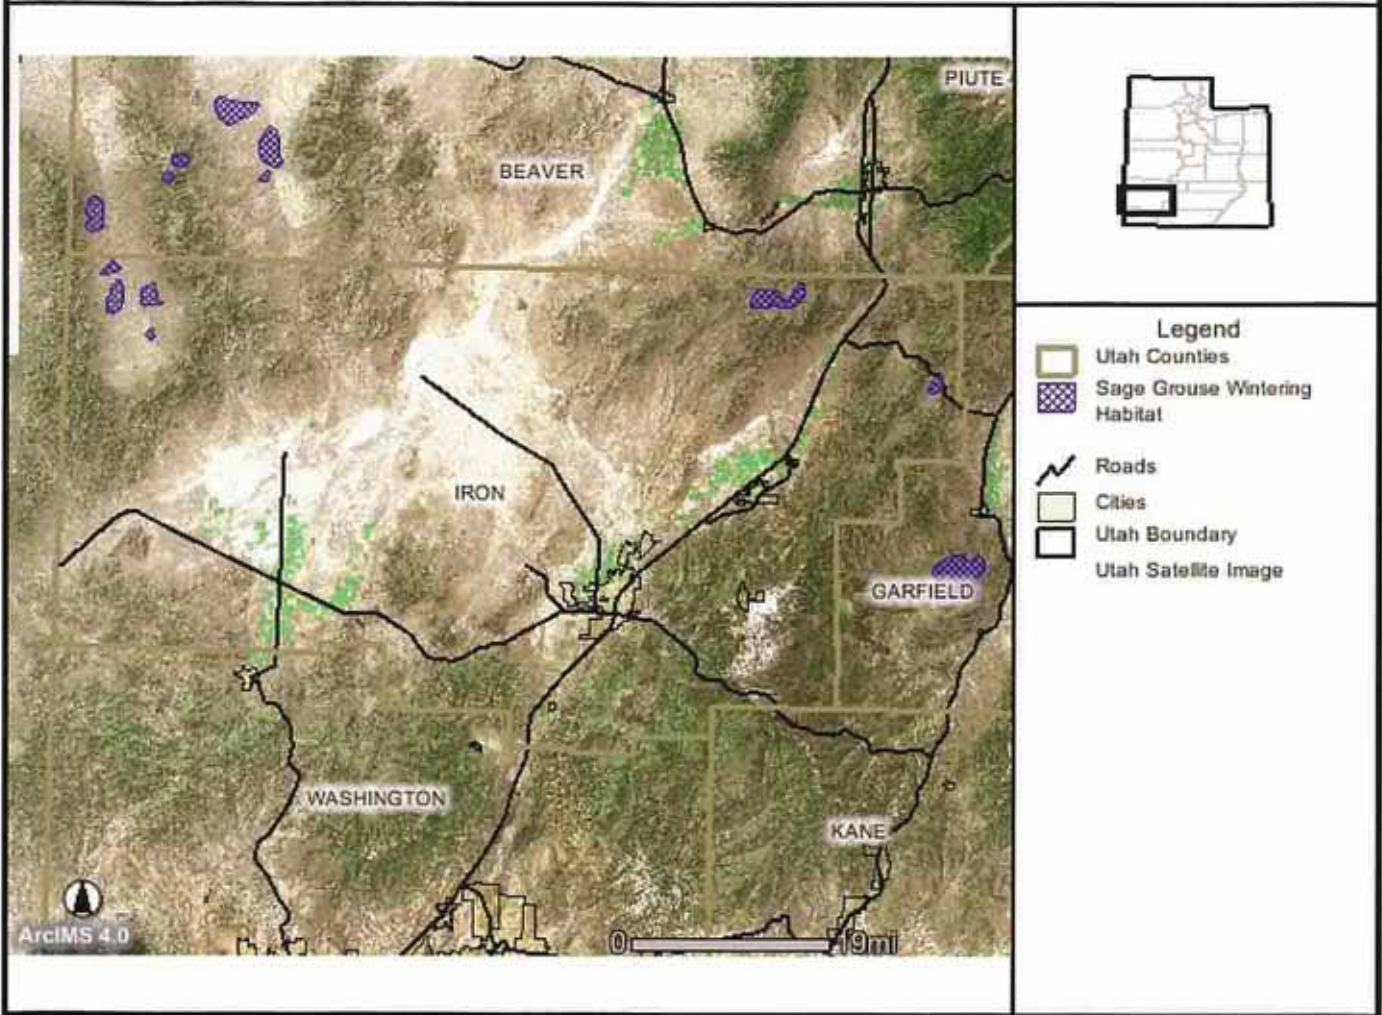 PIUTE
BEAVER
IRON
GARFIELD
WASHINGTON
KANE
ArcIMS 4.0
0 19mi
Legend
Utah Counties
Sage Grouse Wintering
Habitat
Roads
Cities
Utah Boundary
Utah Satellite Image